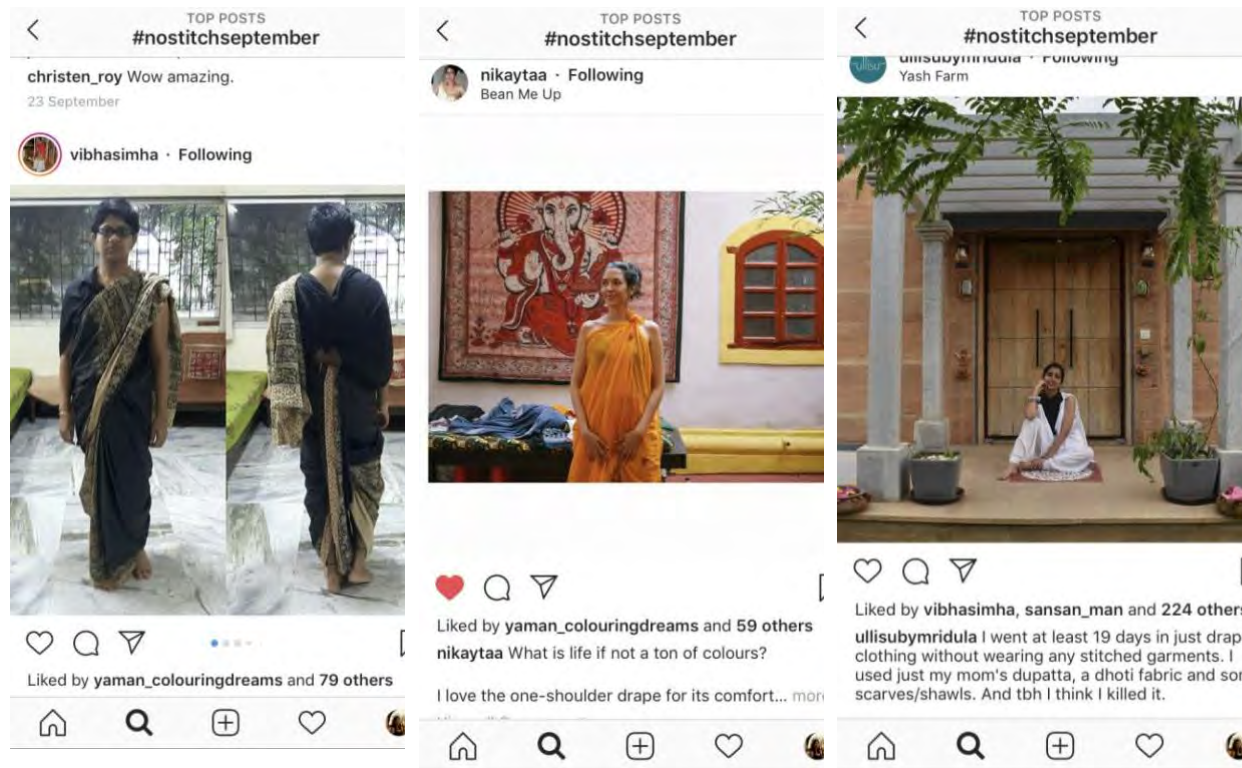 TOP POSTS
#nostitchseptember
christen_roy Wow amazing.
23 September
vibhasimha · Following
Liked by yaman_colouringdreams and 79 others
TOP POSTS
#nostitchseptember
nikaytaa · Following
Bean Me Up
Liked by yaman_colouringdreams and 59 others
nikaytaa What is life if not a ton of colours?
I love the one-shoulder drape for its comfort... more
TOP POSTS
#nostitchseptember
ullisubymridula · Following
Yash Farm
Liked by vibhasimha, sansan_man and 224 others
ullisubymridula I went at least 19 days in just drap
clothing without wearing any stitched garments. I
used just my mom's dupatta, a dhoti fabric and so
scarves/shawls. And tbh I think I killed it.